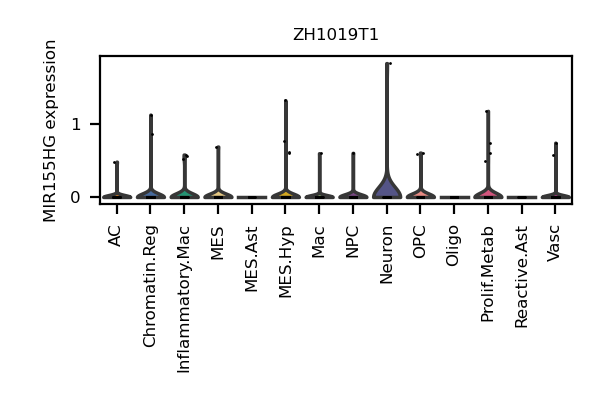 ZH1019T1
MIR155HG expression
1
0
AC
Chromatin.Reg
Inflammatory.Mac
MES
MES.Ast
MES.Hyp
Mac
NPC
Neuron
OPC
Oligo
Prolif.Metab
Reactive.Ast
Vasc